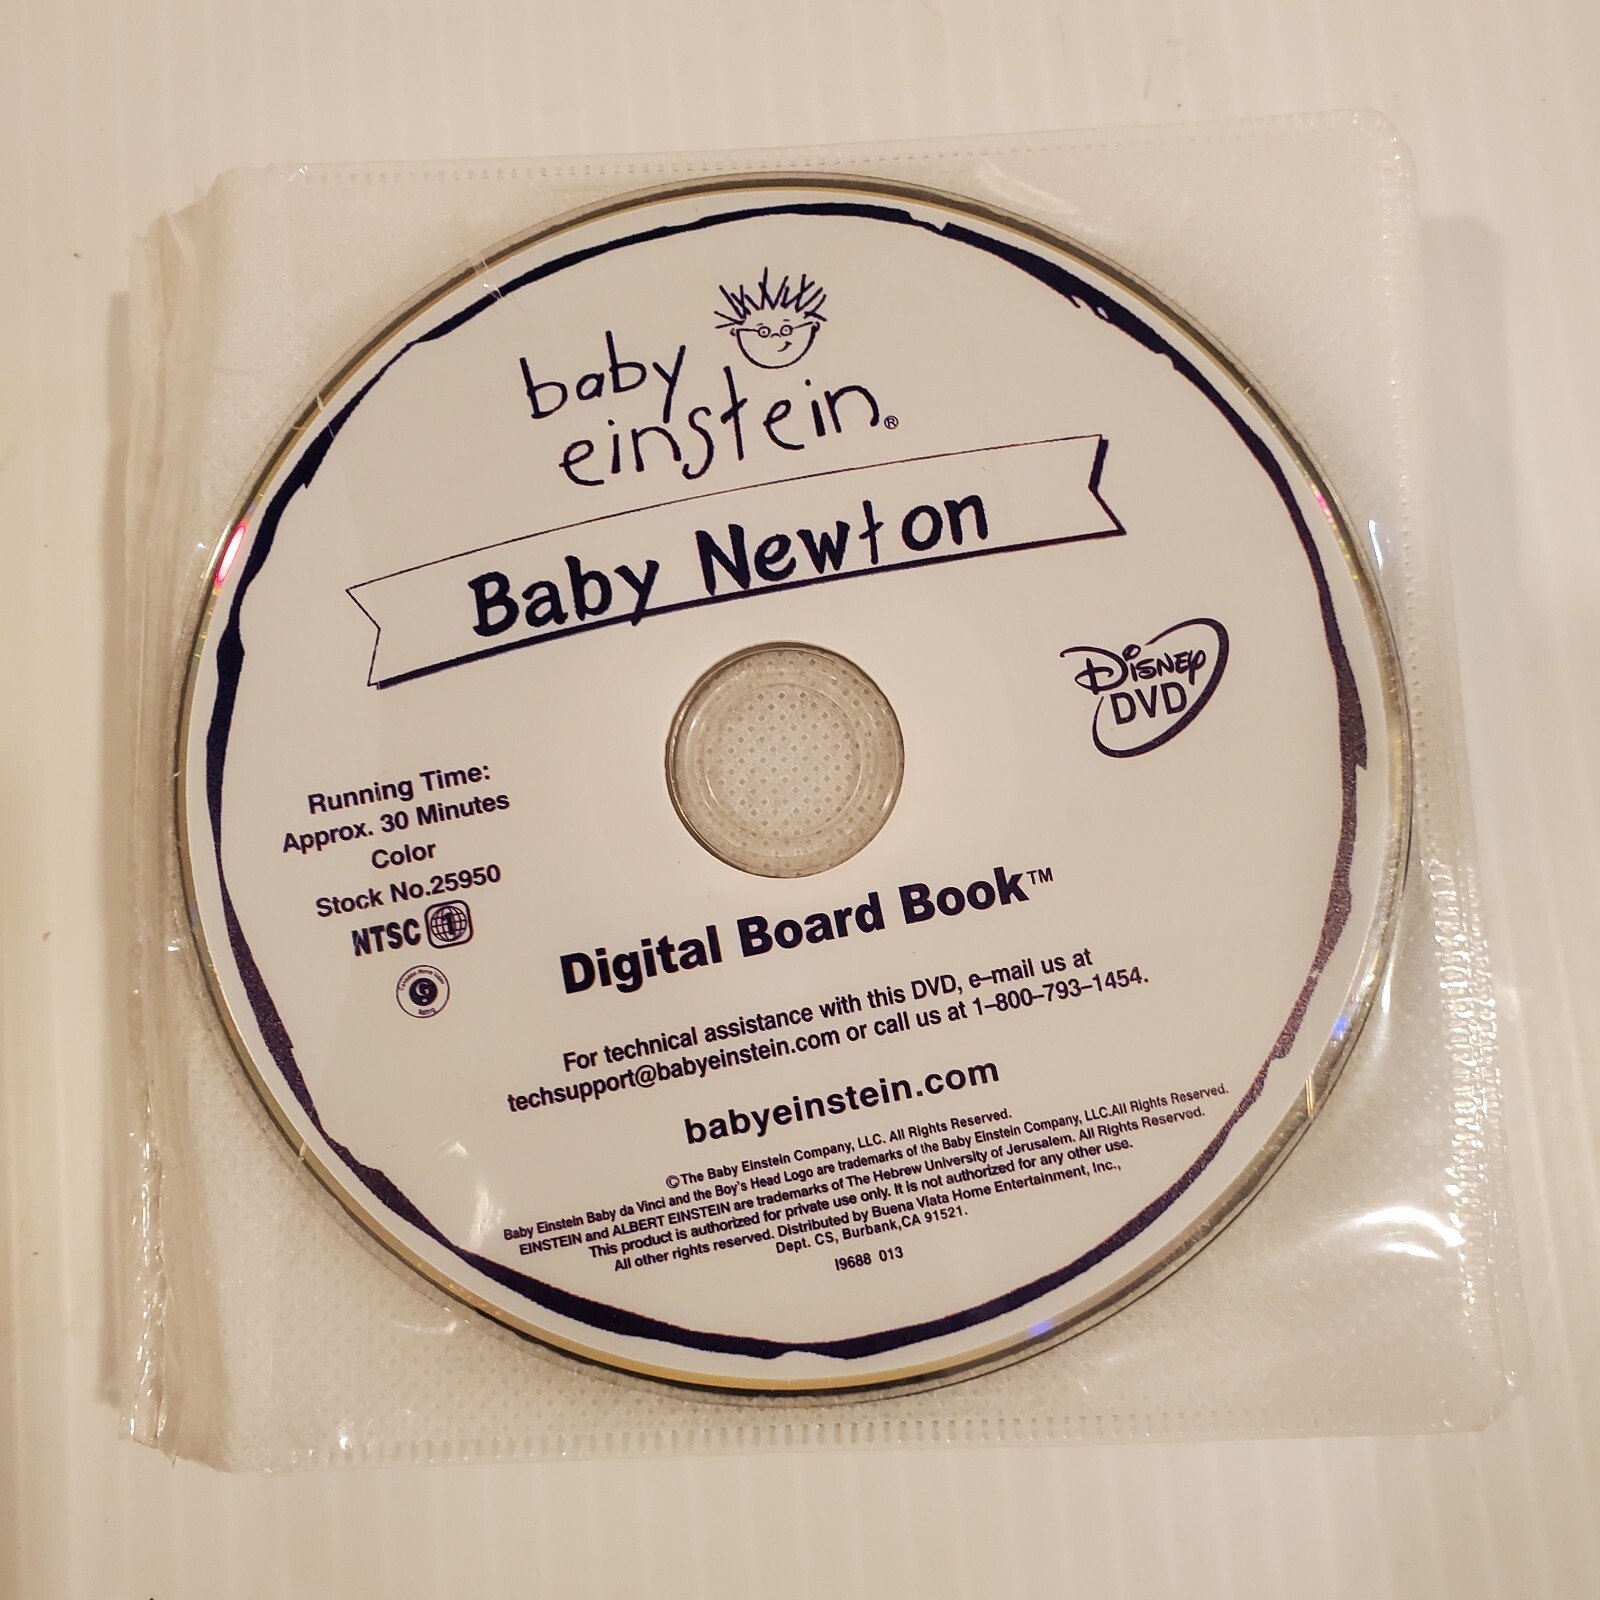 baby
einstein®
Baby Newton
DISNEY
DVD
Running Time:
Approx. 30 Minutes
Color
Stock No.25950
NTSC 1
Canadian Home Video
G
Rating
Digital Board Book™
For technical assistance with this DVD, e–mail us at
techsupport@babyeinstein.com or call us at 1–800–793–1454.
babyeinstein.com
©The Baby Einstein Company, LLC. All Rights Reserved.
Baby Einstein Baby da Vinci and the Boy's Head Logo are trademarks of the Baby Einstein Company, LLC.All Rights Reserved.
EINSTEIN and ALBERT EINSTEIN are trademarks of The Hebrew University of Jerusalem. All Rights Reserved.
This product is authorized for private use only. It is not authorized for any other use.
All other rights reserved. Distributed by Buena Viata Home Entertainment, Inc.,
Dept. CS, Burbank,CA 91521.
I9688 013